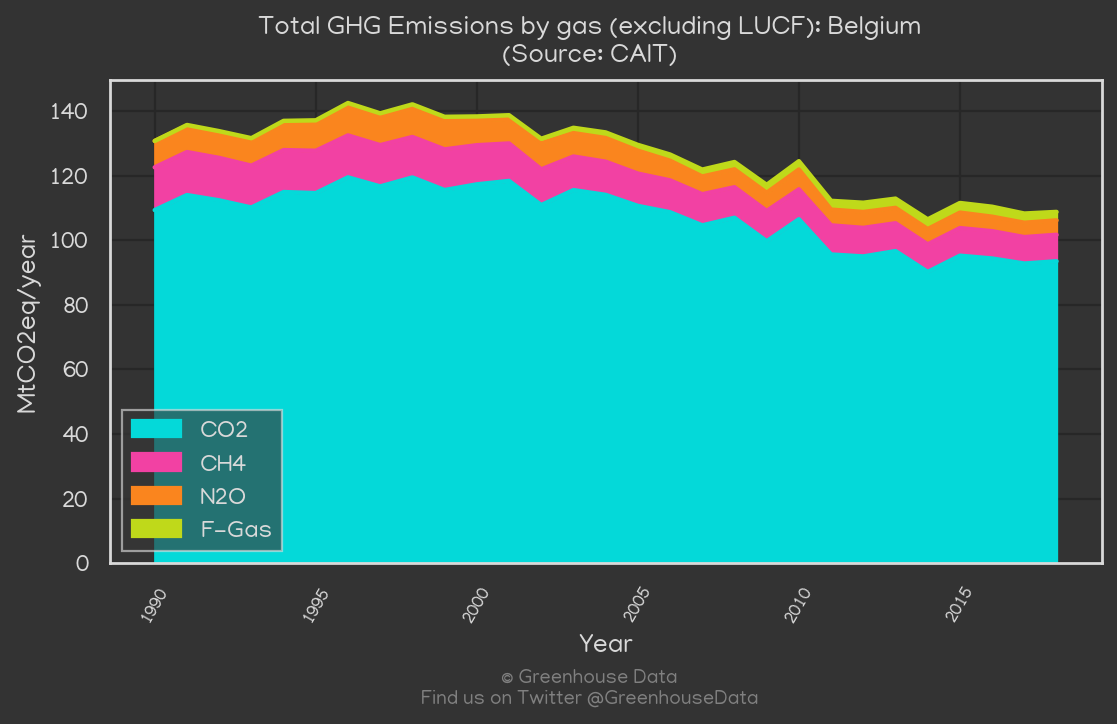 Total GHG Emissions by gas (excluding LUCF): Belgium
(Source: CAIT)
MtCO2eq/year
140
120
100
80
60
40
20
0
CO2
CH4
N2O
F-Gas
1990
1995
2000
2005
2010
2015
Year
© Greenhouse Data
Find us on Twitter @GreenhouseData